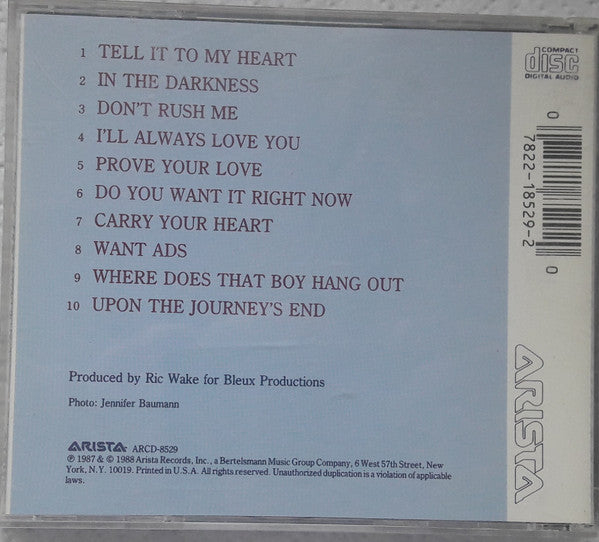 1 TELL IT TO MY HEART
2 IN THE DARKNESS
3 DON'T RUSH ME
4 I'LL ALWAYS LOVE YOU
5 PROVE YOUR LOVE
6 DO YOU WANT IT RIGHT NOW
7 CARRY YOUR HEART
8 WANT ADS
9 WHERE DOES THAT BOY HANG OUT
10 UPON THE JOURNEY'S END
Produced by Ric Wake for Bleux Productions
Photo: Jennifer Baumann
ARISTA ARCD-8529
℗ 1987 & © 1988 Arista Records, Inc., a Bertelsmann Music Group Company, 6 West 57th Street, New
York, N.Y. 10019. Printed in U.S.A. All rights reserved. Unauthorized duplication is a violation of applicable
laws.
COMPACT
disc
DIGITAL AUDIO
0 7822-18529-2 0
ARISTA